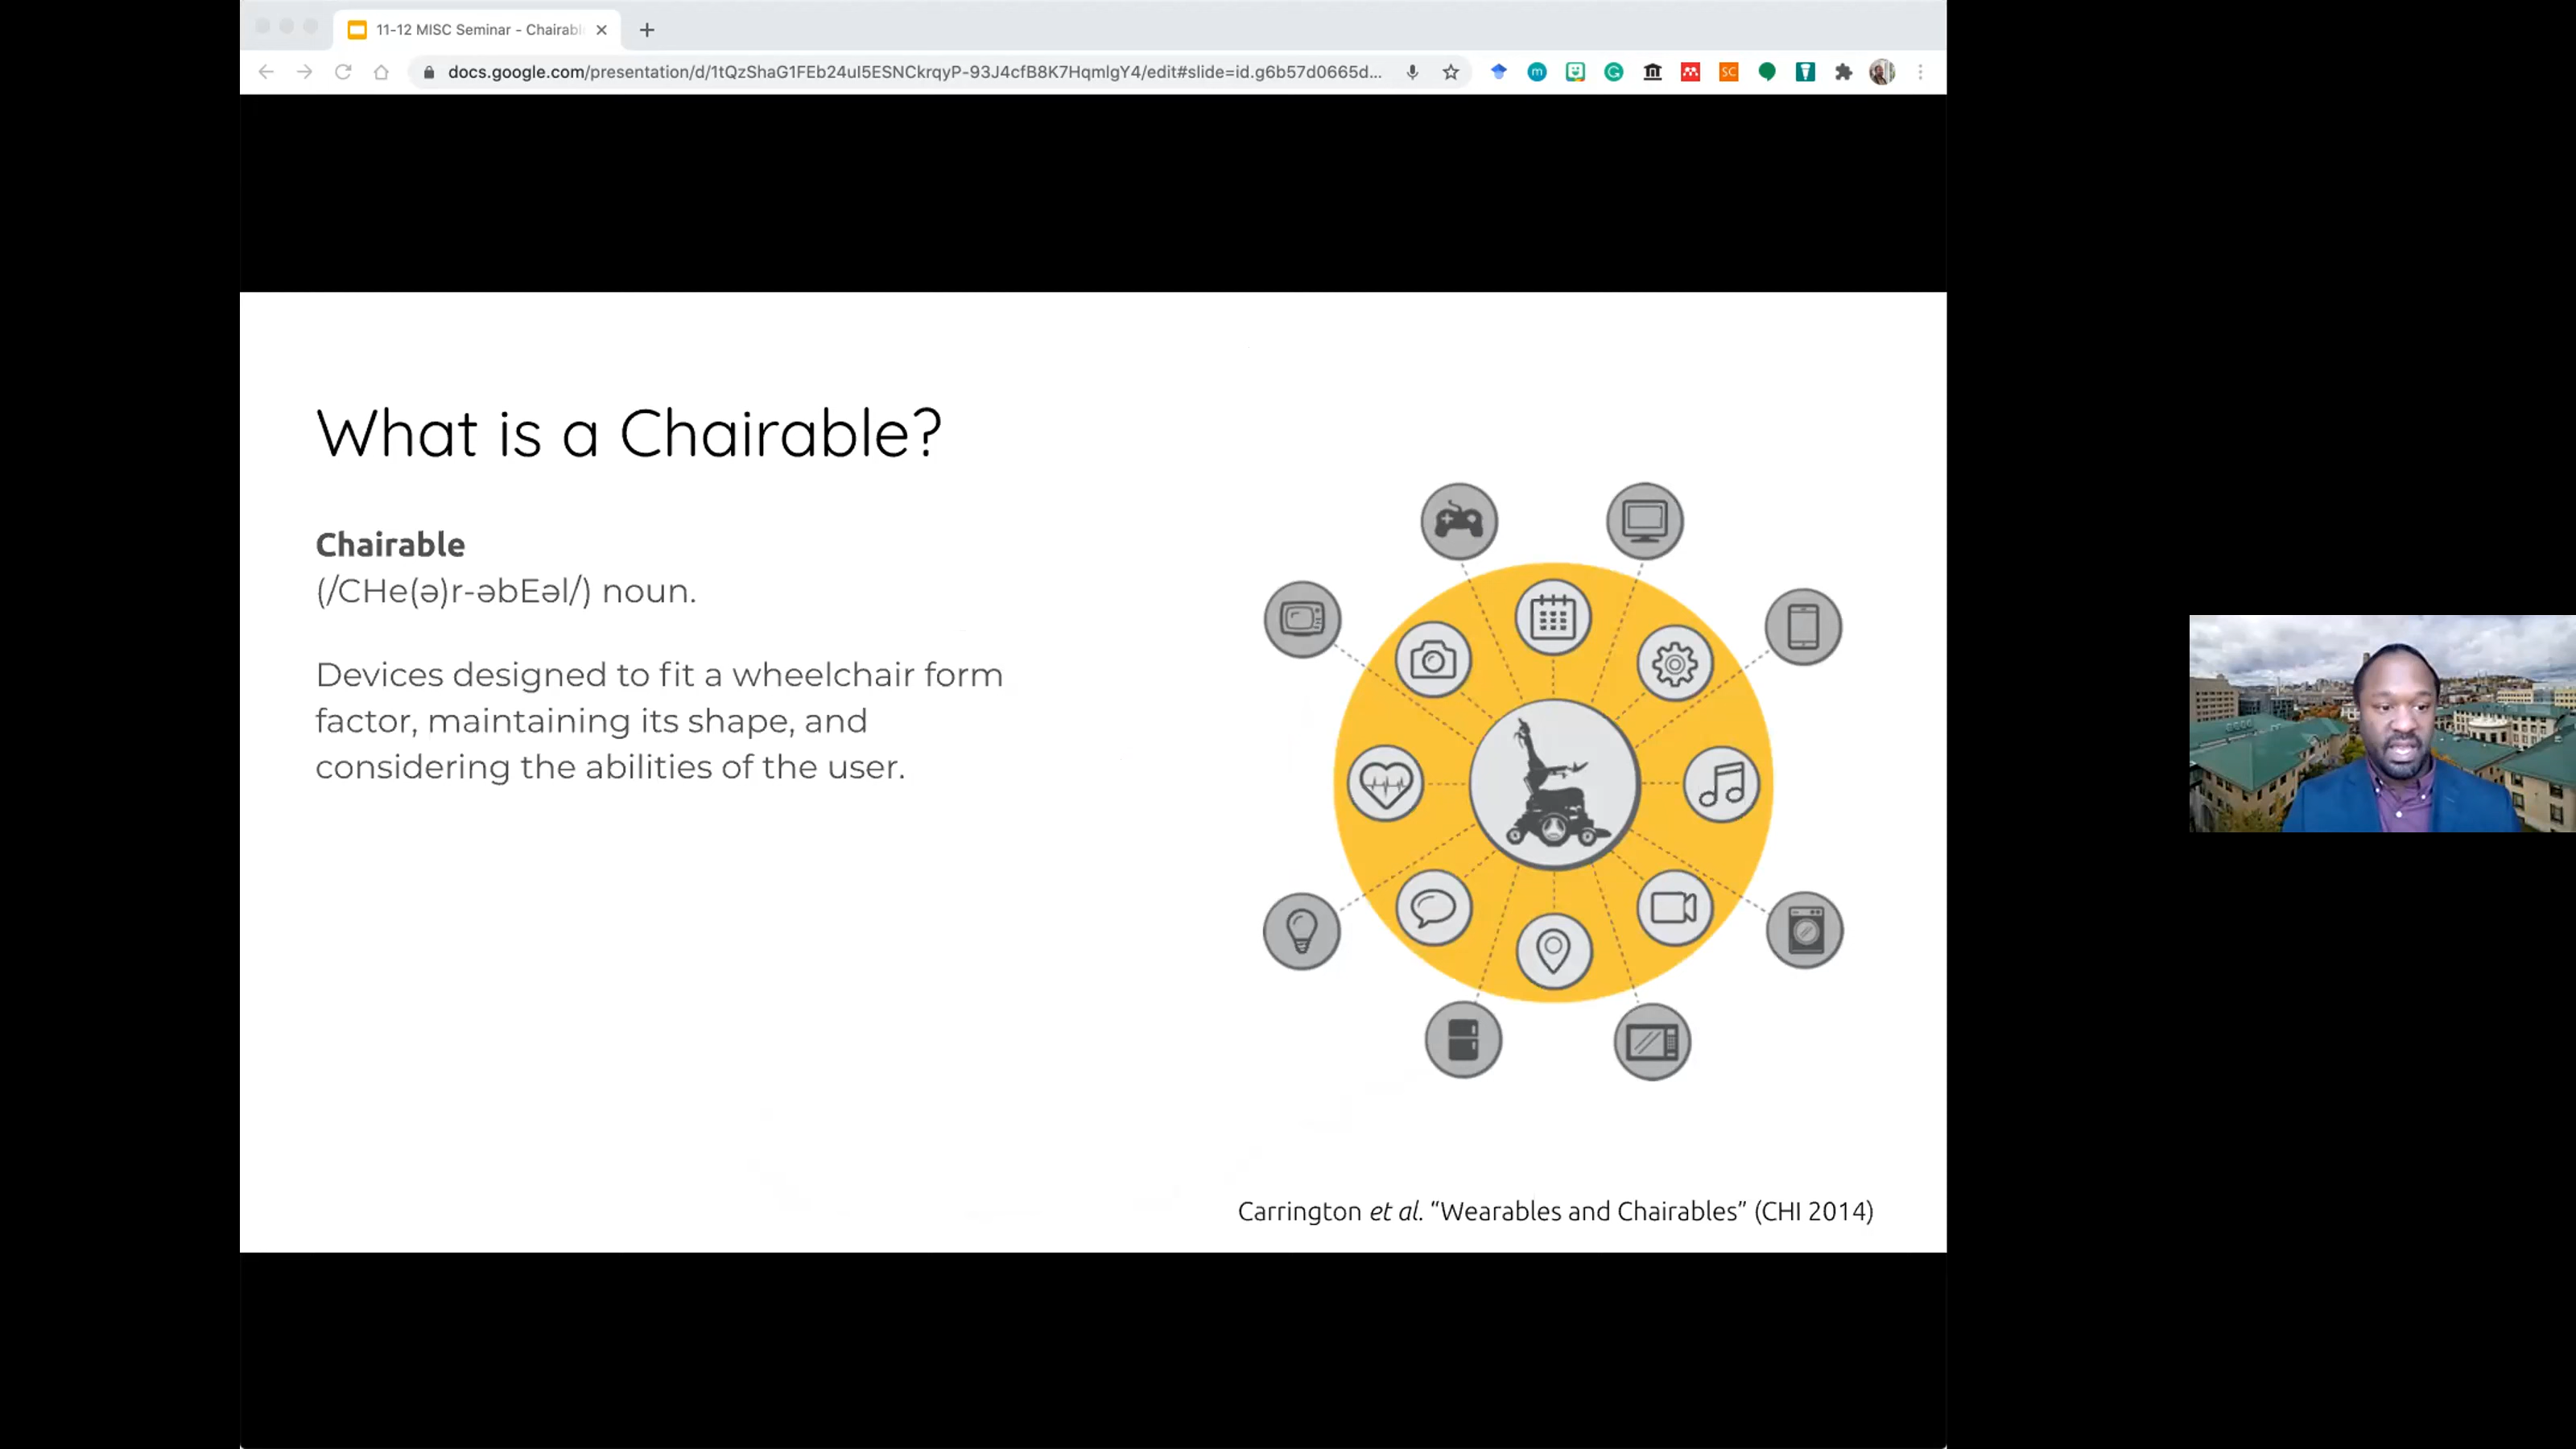 11-12 MISC Seminar - Chairabl
docs.google.com/presentation/d/1tQzShaG1FEb24ul5ESNCkrqyP-93J4cfB8K7HqmlgY4/edit#slide=id.g6b57d0665d...
What is a Chairable?
Chairable
(/CHe(ə)r-əbEəl/) noun.
Devices designed to fit a wheelchair form
factor, maintaining its shape, and
considering the abilities of the user.
Carrington et al. “Wearables and Chairables” (CHI 2014)